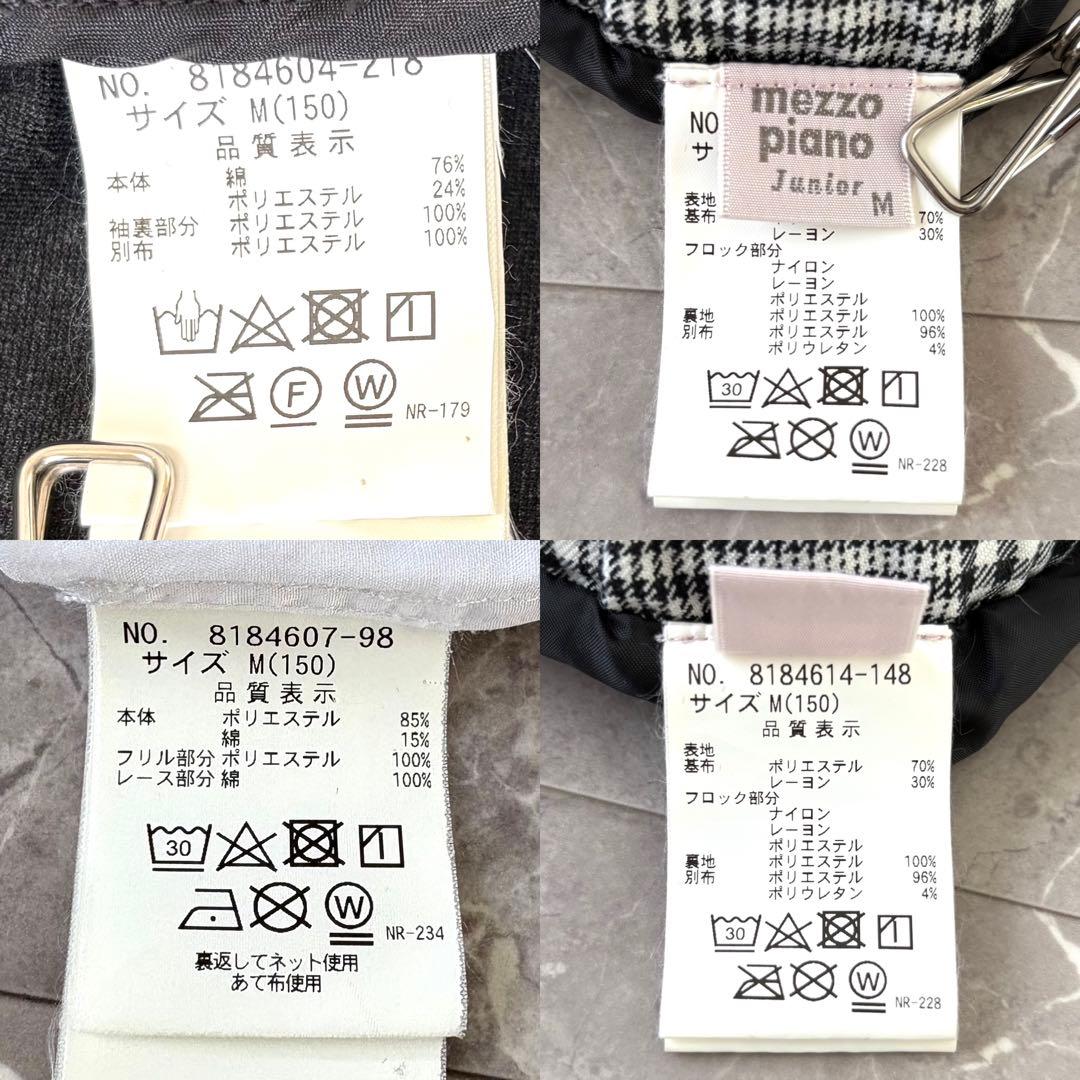 NO. 8184604-218
サイズ M(150)
品質表示
本体 綿 76%
ポリエステル 24%
袖裏部分 ポリエステル 100%
別布 ポリエステル 100%
F
W
NR-179
NO
サ
mezzo
piano
Junior
M
表地
基布 70%
レーヨン 30%
フロック部分
ナイロン
レーヨン
ポリエステル
裏地 ポリエステル 100%
別布 ポリエステル 96%
ポリウレタン 4%
30
W
NR-228
NO. 8184607-98
サイズ M(150)
品質表示
本体 ポリエステル 85%
綿 15%
フリル部分 ポリエステル 100%
レース部分 綿 100%
30
W
NR-234
裏返してネット使用
あて布使用
NO. 8184614-148
サイズ M(150)
品質表示
表地
基布 ポリエステル 70%
レーヨン 30%
フロック部分
ナイロン
レーヨン
ポリエステル
裏地 ポリエステル 100%
別布 ポリエステル 96%
ポリウレタン 4%
30
W
NR-228